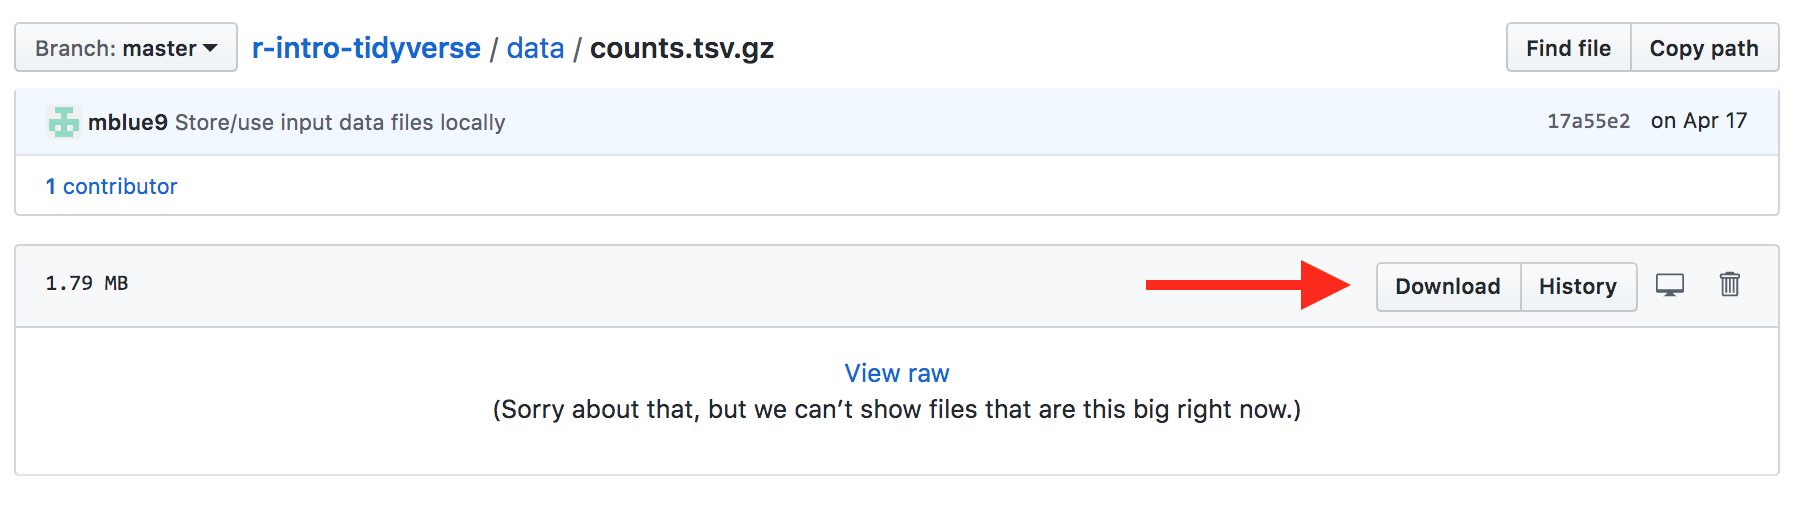 Branch: master r-intro-tidyverse / data / counts.tsv.gz Find file Copy path
mblue9 Store/use input data files locally 17a55e2 on Apr 17
1 contributor
1.79 MB Download History
View raw
(Sorry about that, but we can’t show files that are this big right now.)